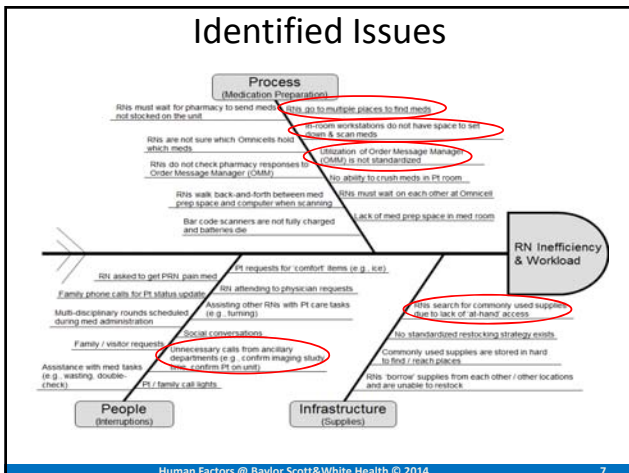 Identified Issues
Process
(Medication Preparation)
RNs must wait for pharmacy to send meds
not stocked on the unit
RNs are not sure which Omnicells hold
which meds
RNs do not check pharmacy responses to
Order Message Manager (OMM)
RNs walk back-and-forth between med
prep space and computer when scanning
Bar code scanners are not fully charged
and batteries die
RNs go to multiple places to find meds
In-room workstations do not have space to set
down & scan meds
Utilization of Order Message Manager
(OMM) is not standardized
No ability to crush meds in Pt room
RNs must wait on each other at Omnicell
Lack of med prep space in med room
RN Inefficiency
& Workload
RN asked to get PRN pain med
Family phone calls for Pt status update
Multi-disciplinary rounds scheduled
during med administration
Family / visitor requests
Assistance with med tasks
(e.g., wasting, double-
check)
Pt requests for 'comfort' items (e.g., ice)
RN attending to physician requests
Assisting other RNs with Pt care tasks
(e.g., turning)
Social conversations
Unnecessary calls from ancillary
departments (e.g., confirm imaging study
time, confirm Pt on unit)
Pt / family call lights
People
(Interruptions)
RNs search for commonly used supplies
due to lack of 'at-hand' access
No standardized restocking strategy exists
Commonly used supplies are stored in hard
to find / reach places
RNs 'borrow' supplies from each other / other locations
and are unable to restock
Infrastructure
(Supplies)
Human Factors @ Baylor Scott&White Health © 2014
7